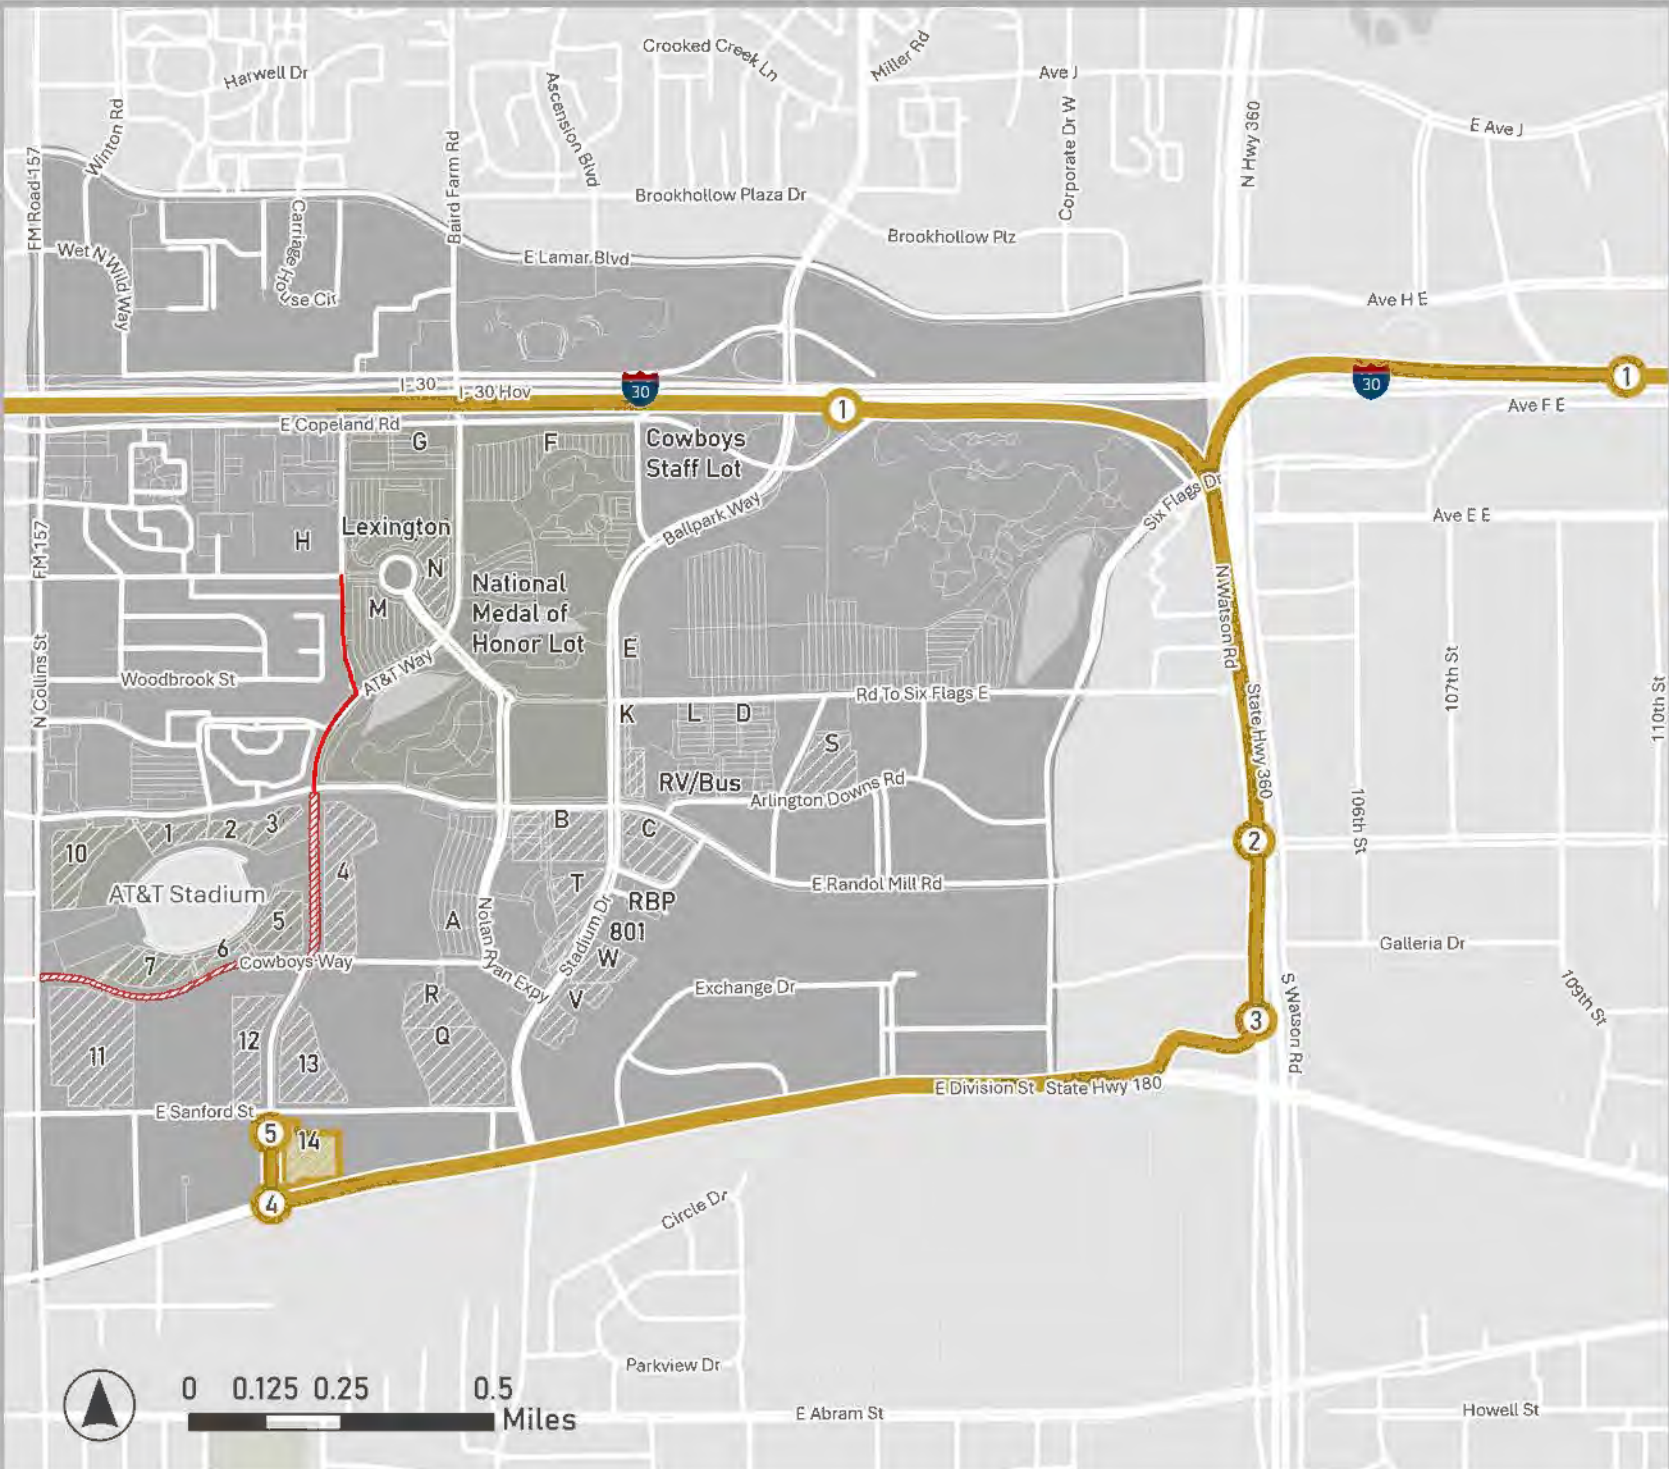 Crooked Creek Ln
Miller Rd
Harwell Dr
Ave J
Winton Rd
Ascension Blvd
Corporate Dr W
N Hwy 360
E Ave J
FM Road-157
Baird Farm Rd
Brookhollow Plaza Dr
Carriage House Cir
Brookhollow Plz
Wet N Wild Way
E Lamar Blvd
Ave H E
I-30
I-30 Hov
30
1
30
1
Ave F E
E Copeland Rd
G
F
Cowboys
Staff Lot
Six Flags Dr
Ballpark Way
Ave E E
FM 157
H
Lexington
N
M
National
Medal of
Honor Lot
N Watson Rd
E
N Collins St
Woodbrook St
AT&T Way
107th St
110th St
Rd To Six Flags E
State Hwy 360
K
L
D
S
RV/Bus
Arlington Downs Rd
106th St
1
2
3
B
C
2
10
4
AT&T Stadium
T
E Randol Mill Rd
RBP
5
A
Nolan Ryan Expy
Stadium Dr
801
6
W
Galleria Dr
7
Cowboys Way
R
V
Exchange Dr
109th St
S Watson Rd
3
12
Q
11
13
E Division St
State Hwy 180
E Sanford St
5
14
4
Circle Dr
Parkview Dr
0
0.125
0.25
0.5
Miles
E Abram St
Howell St